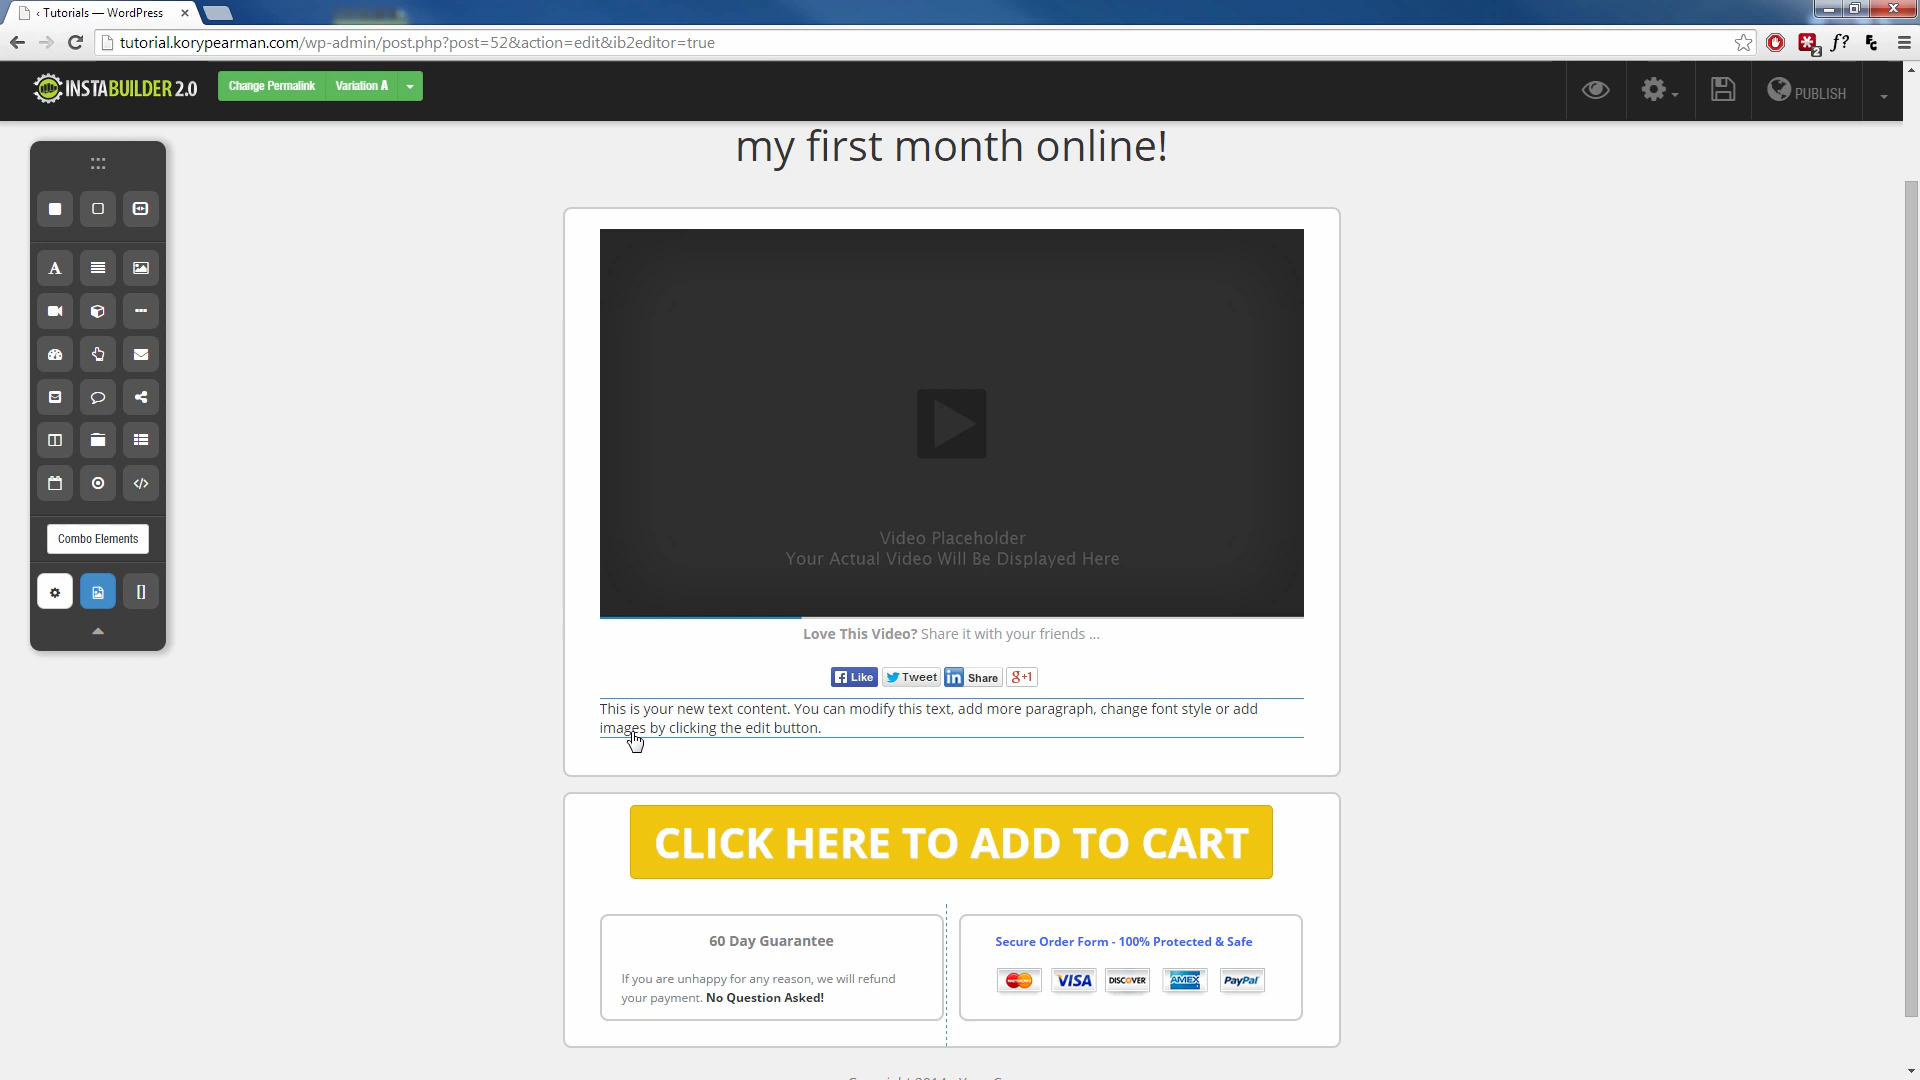 ‹ Tutorials — WordPress
tutorial.korypearman.com/wp-admin/post.php?post=52&action=edit&ib2editor=true
2
f?
INSTABUILDER 2.0
Change Permalink
Variation A
PUBLISH
my first month online!
A
Video Placeholder
Your Actual Video Will Be Displayed Here
Combo Elements
[]
Love This Video? Share it with your friends ...
Like
Tweet
in Share
g+1
This is your new text content. You can modify this text, add more paragraph, change font style or add
images by clicking the edit button.
CLICK HERE TO ADD TO CART
60 Day Guarantee
If you are unhappy for any reason, we will refund
your payment. No Question Asked!
Secure Order Form - 100% Protected & Safe
VISA
DISCOVER
AMEX
PayPal